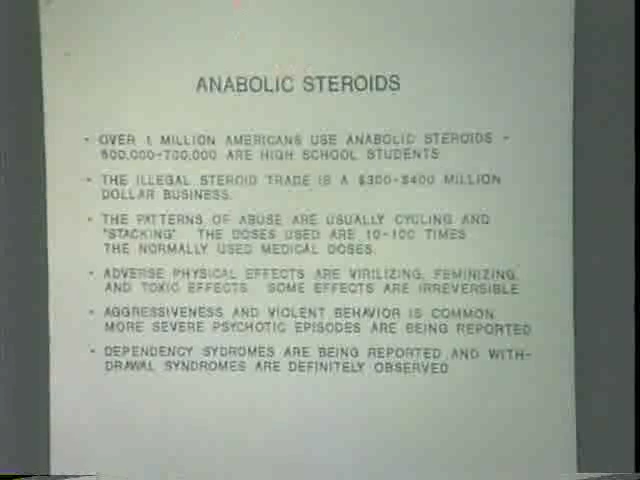 ANABOLIC STEROIDS
• OVER 1 MILLION AMERICANS USE ANABOLIC STEROIDS -
500,000-700,000 ARE HIGH SCHOOL STUDENTS
• THE ILLEGAL STEROID TRADE IS A $300-$400 MILLION
DOLLAR BUSINESS.
• THE PATTERNS OF ABUSE ARE USUALLY CYCLING AND
"STACKING" THE DOSES USED ARE 10-100 TIMES
THE NORMALLY USED MEDICAL DOSES.
• ADVERSE PHYSICAL EFFECTS ARE VIRILIZING, FEMINIZING,
AND TOXIC EFFECTS. SOME EFFECTS ARE IRREVERSIBLE
• AGGRESSIVENESS AND VIOLENT BEHAVIOR IS COMMON.
MORE SEVERE PSYCHOTIC EPISODES ARE BEING REPORTED
• DEPENDENCY SYDROMES ARE BEING REPORTED AND WITH-
DRAWAL SYNDROMES ARE DEFINITELY OBSERVED